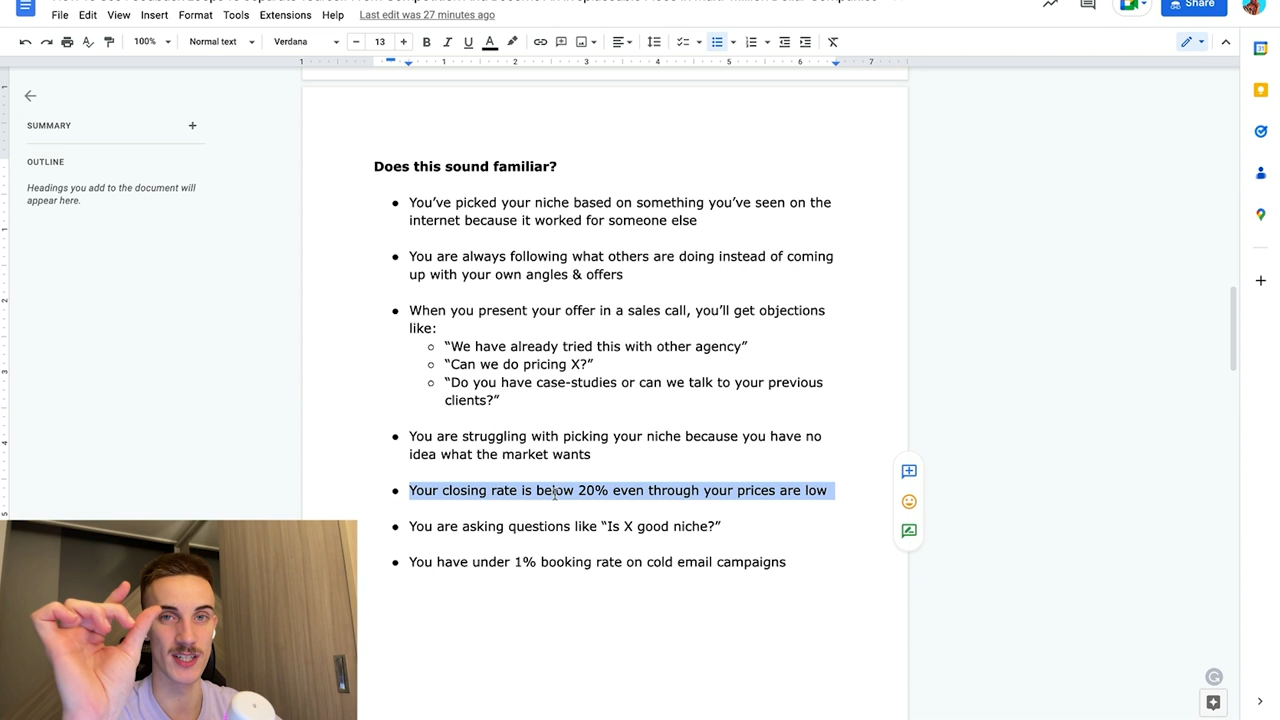 File Edit View Insert Format Tools Extensions Help Last edit was 27 minutes ago
Share
100% Normal text Verdana 13
1 1 2 3 4 5 6 7
SUMMARY
OUTLINE
Headings you add to the document will
appear here.
Does this sound familiar?
You've picked your niche based on something you've seen on the
internet because it worked for someone else
You are always following what others are doing instead of coming
up with your own angles & offers
When you present your offer in a sales call, you'll get objections
like:
"We have already tried this with other agency"
"Can we do pricing X?"
"Do you have case-studies or can we talk to your previous
clients?"
You are struggling with picking your niche because you have no
idea what the market wants
Your closing rate is below 20% even through your prices are low
You are asking questions like "Is X good niche?"
You have under 1% booking rate on cold email campaigns